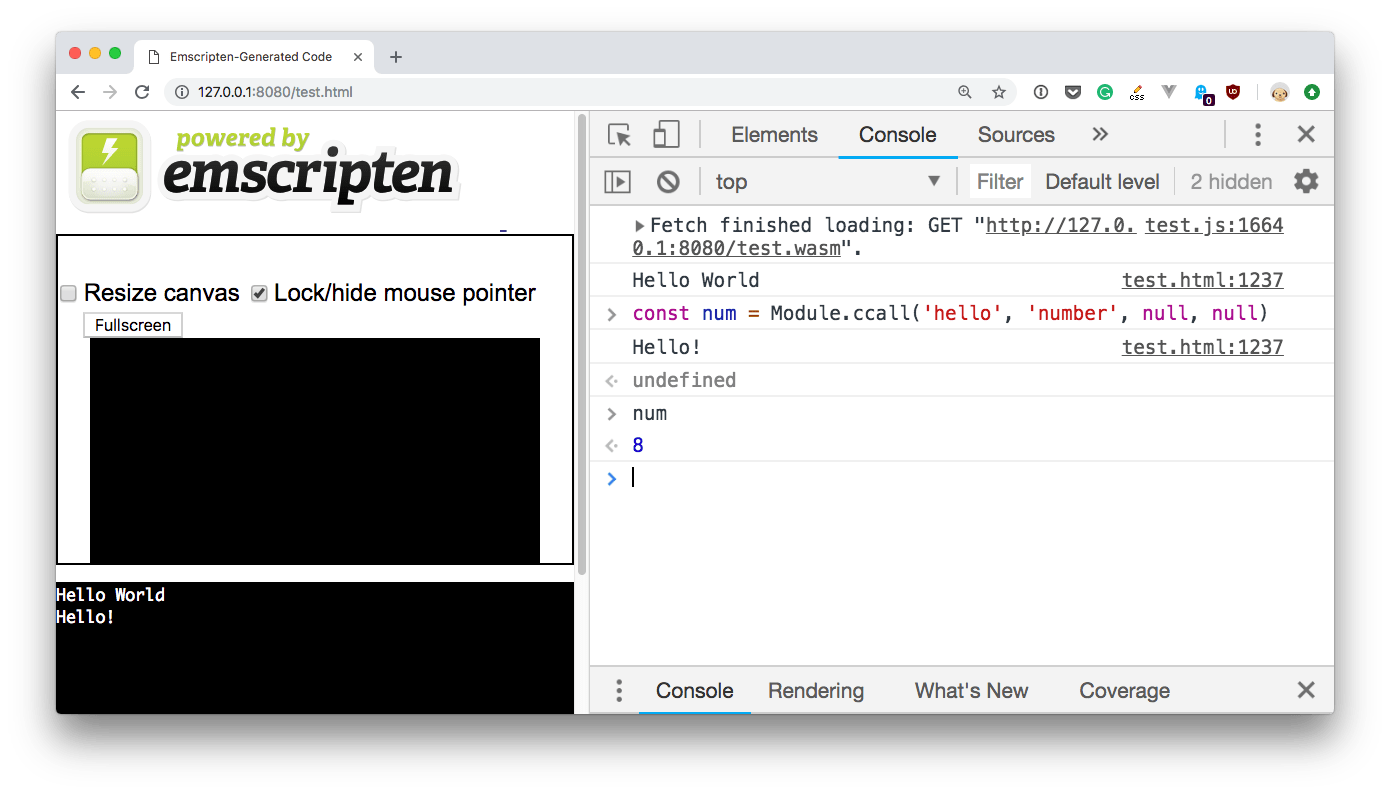 Emscripten-Generated Code
127.0.0.1:8080/test.html
css
0
UD
powered by
emscripten
Resize canvas Lock/hide mouse pointer
Fullscreen
Hello World
Hello!
Elements Console Sources
top Filter Default level 2 hidden
Fetch finished loading: GET "http://127.0. test.js:1664
0.1:8080/test.wasm".
Hello World test.html:1237
const num = Module.ccall('hello', 'number', null, null)
Hello! test.html:1237
undefined
num
8
Console Rendering What's New Coverage